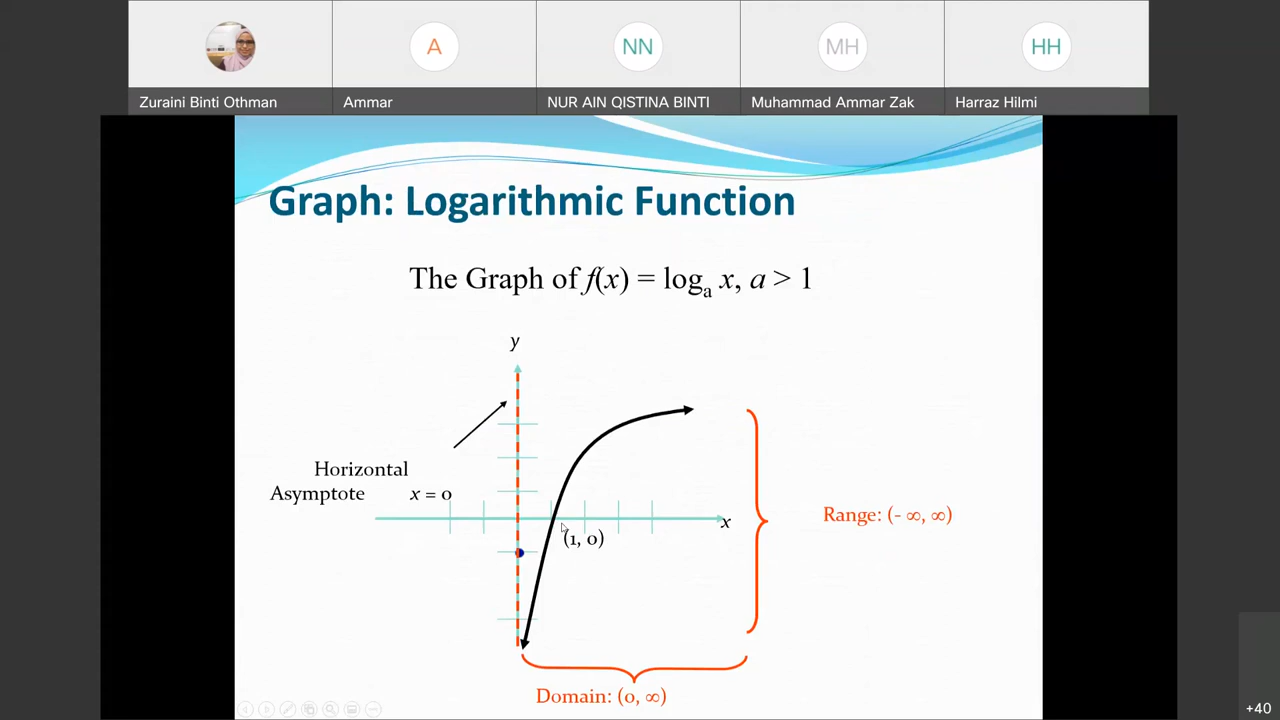 A
NN
MH
HH
Zuraini Binti Othman
Ammar
NUR AIN QISTINA BINTI
Muhammad Ammar Zak
Harraz Hilmi
Graph: Logarithmic Function
The Graph of f(x) = logₐ x, a > 1
y
Horizontal
Asymptote x = 0
x
(1, 0)
Range: (- ∞, ∞)
Domain: (0, ∞)
+40